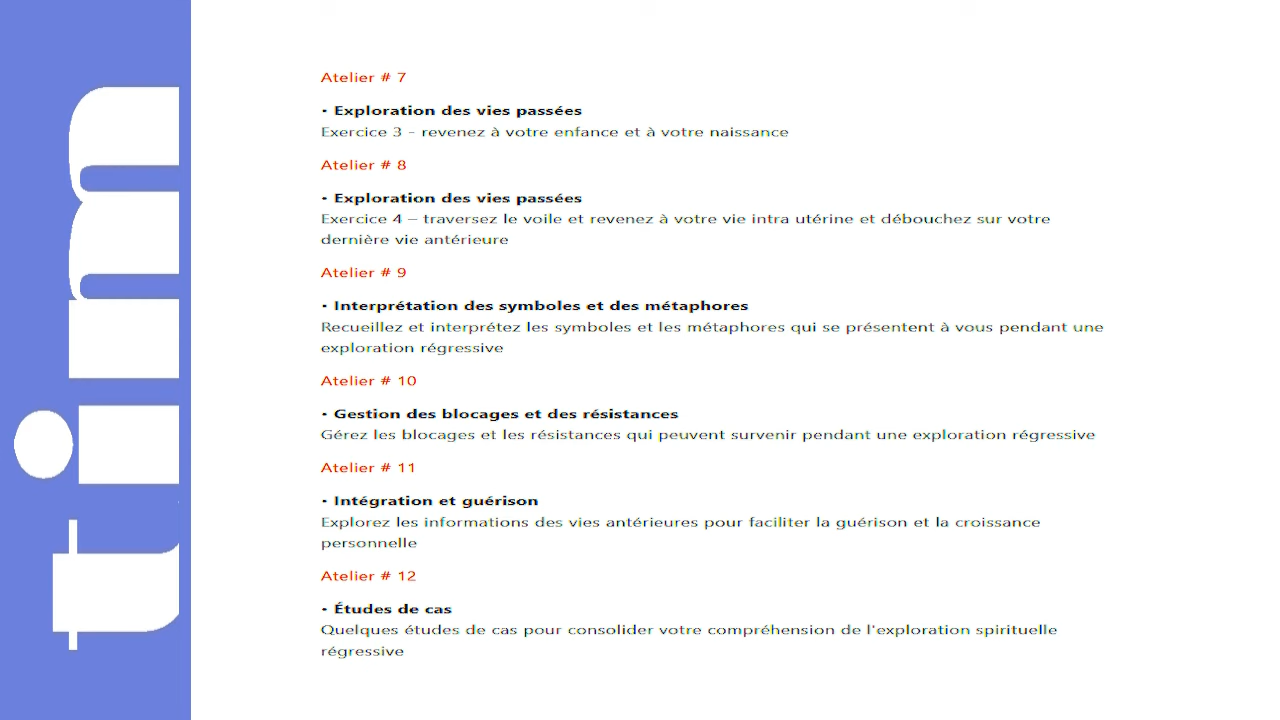 tim
Atelier # 7
• Exploration des vies passées
Exercice 3 - revenez à votre enfance et à votre naissance
Atelier # 8
• Exploration des vies passées
Exercice 4 – traversez le voile et revenez à votre vie intra utérine et débouchez sur votre
dernière vie antérieure
Atelier # 9
• Interprétation des symboles et des métaphores
Recueillez et interprétez les symboles et les métaphores qui se présentent à vous pendant une
exploration régressive
Atelier # 10
• Gestion des blocages et des résistances
Gérez les blocages et les résistances qui peuvent survenir pendant une exploration régressive
Atelier # 11
• Intégration et guérison
Explorez les informations des vies antérieures pour faciliter la guérison et la croissance
personnelle
Atelier # 12
• Études de cas
Quelques études de cas pour consolider votre compréhension de l'exploration spirituelle
régressive